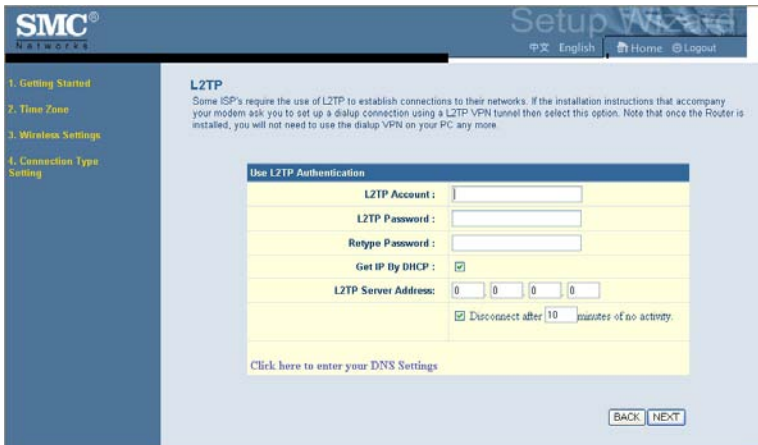 SMC
Networks
Setup Wizard
中文 English Home Logout
1. Getting Started
2. Time Zone
3. Wireless Settings
4. Connection Type
Setting
L2TP
Some ISP's require the use of L2TP to establish connections to their networks. If the installation instructions that accompany
your modem ask you to set up a dialup connection using a L2TP VPN tunnel then select this option. Note that once the Router is
installed, you will not need to use the dialup VPN on your PC any more.
Use L2TP Authentication
L2TP Account :
L2TP Password :
Retype Password :
Get IP By DHCP :
L2TP Server Address: 0 . 0 . 0 . 0
Disconnect after 10 minutes of no activity.
Click here to enter your DNS Settings
BACK NEXT